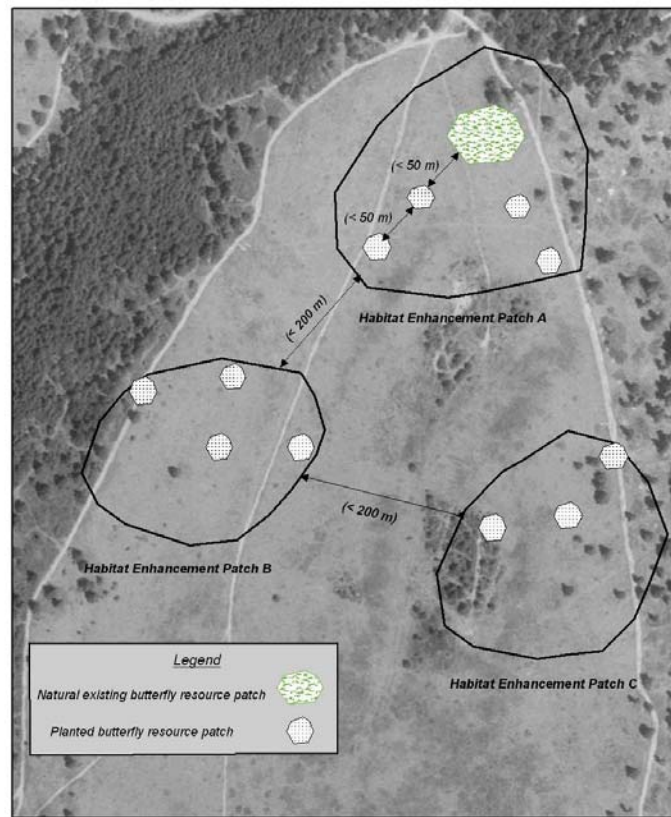 (< 50 m)
(< 50 m)
(< 200 m)
Habitat Enhancement Patch A
(< 200 m)
Habitat Enhancement Patch B
Habitat Enhancement Patch C
Legend
Natural existing butterfly resource patch
Planted butterfly resource patch